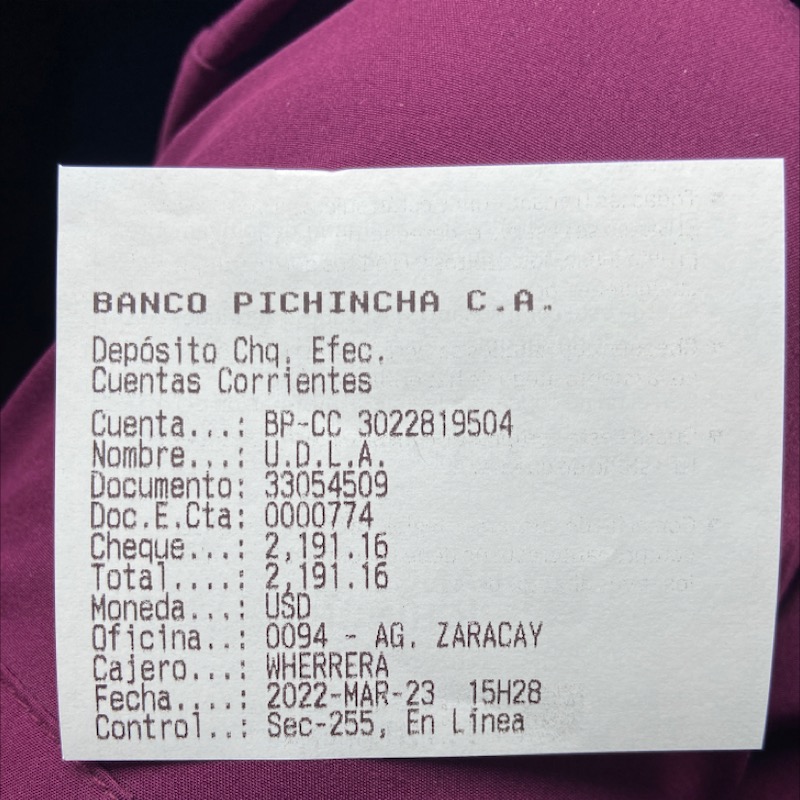 BANCO PICHINCHA C.A.
Depósito Chq. Efec.
Cuentas Corrientes
Cuenta...: BP-CC 3022819504
Nombre...: U.D.L.A.
Documento: 33054509
Doc.E.Cta: 0000774
Cheque...: 2,191.16
Total....: 2,191.16
Moneda...: USD
Oficina..: 0094 - AG. ZARACAY
Cajero...: WHERRERA
Fecha....: 2022-MAR-23 15H28
Control..: Sec-255, En Línea